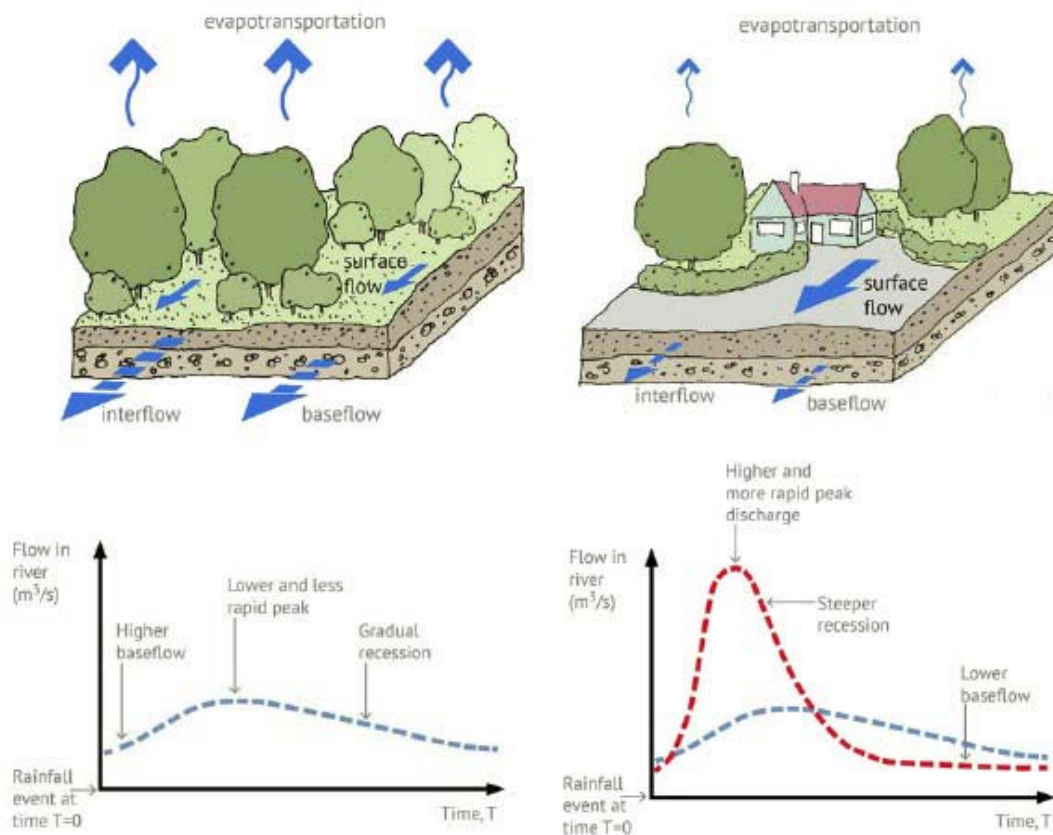 evapotransportation
surface
flow
interflow
baseflow
evapotransportation
surface
flow
interflow
baseflow
Flow in
river
(m³/s)
Higher
baseflow
Lower and less
rapid peak
Gradual
recession
Rainfall
event at
time T=0
Time, T
Higher and
more rapid peak
discharge
Flow in
river
(m³/s)
Steeper
recession
Lower
baseflow
Rainfall
event at
time T=0
Time, T